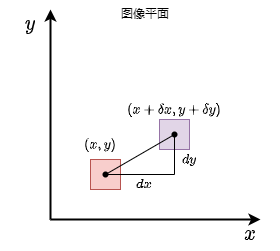 图像平面
y
(x + δx, y + δy)
(x, y)
dy
dx
x